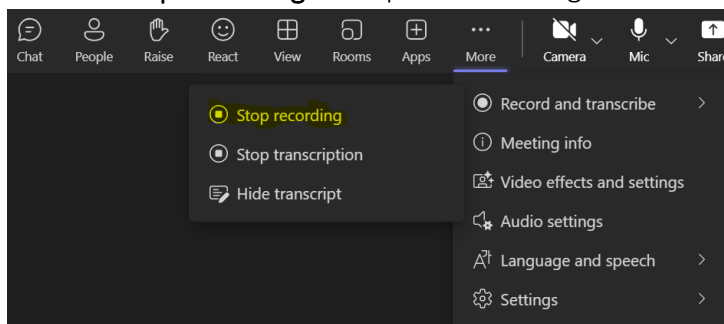 Chat People Raise React View Rooms Apps More Camera Mic Shar
Record and transcribe
Stop recording
Meeting info
Stop transcription
Video effects and settings
Hide transcript
Audio settings
Language and speech
Settings